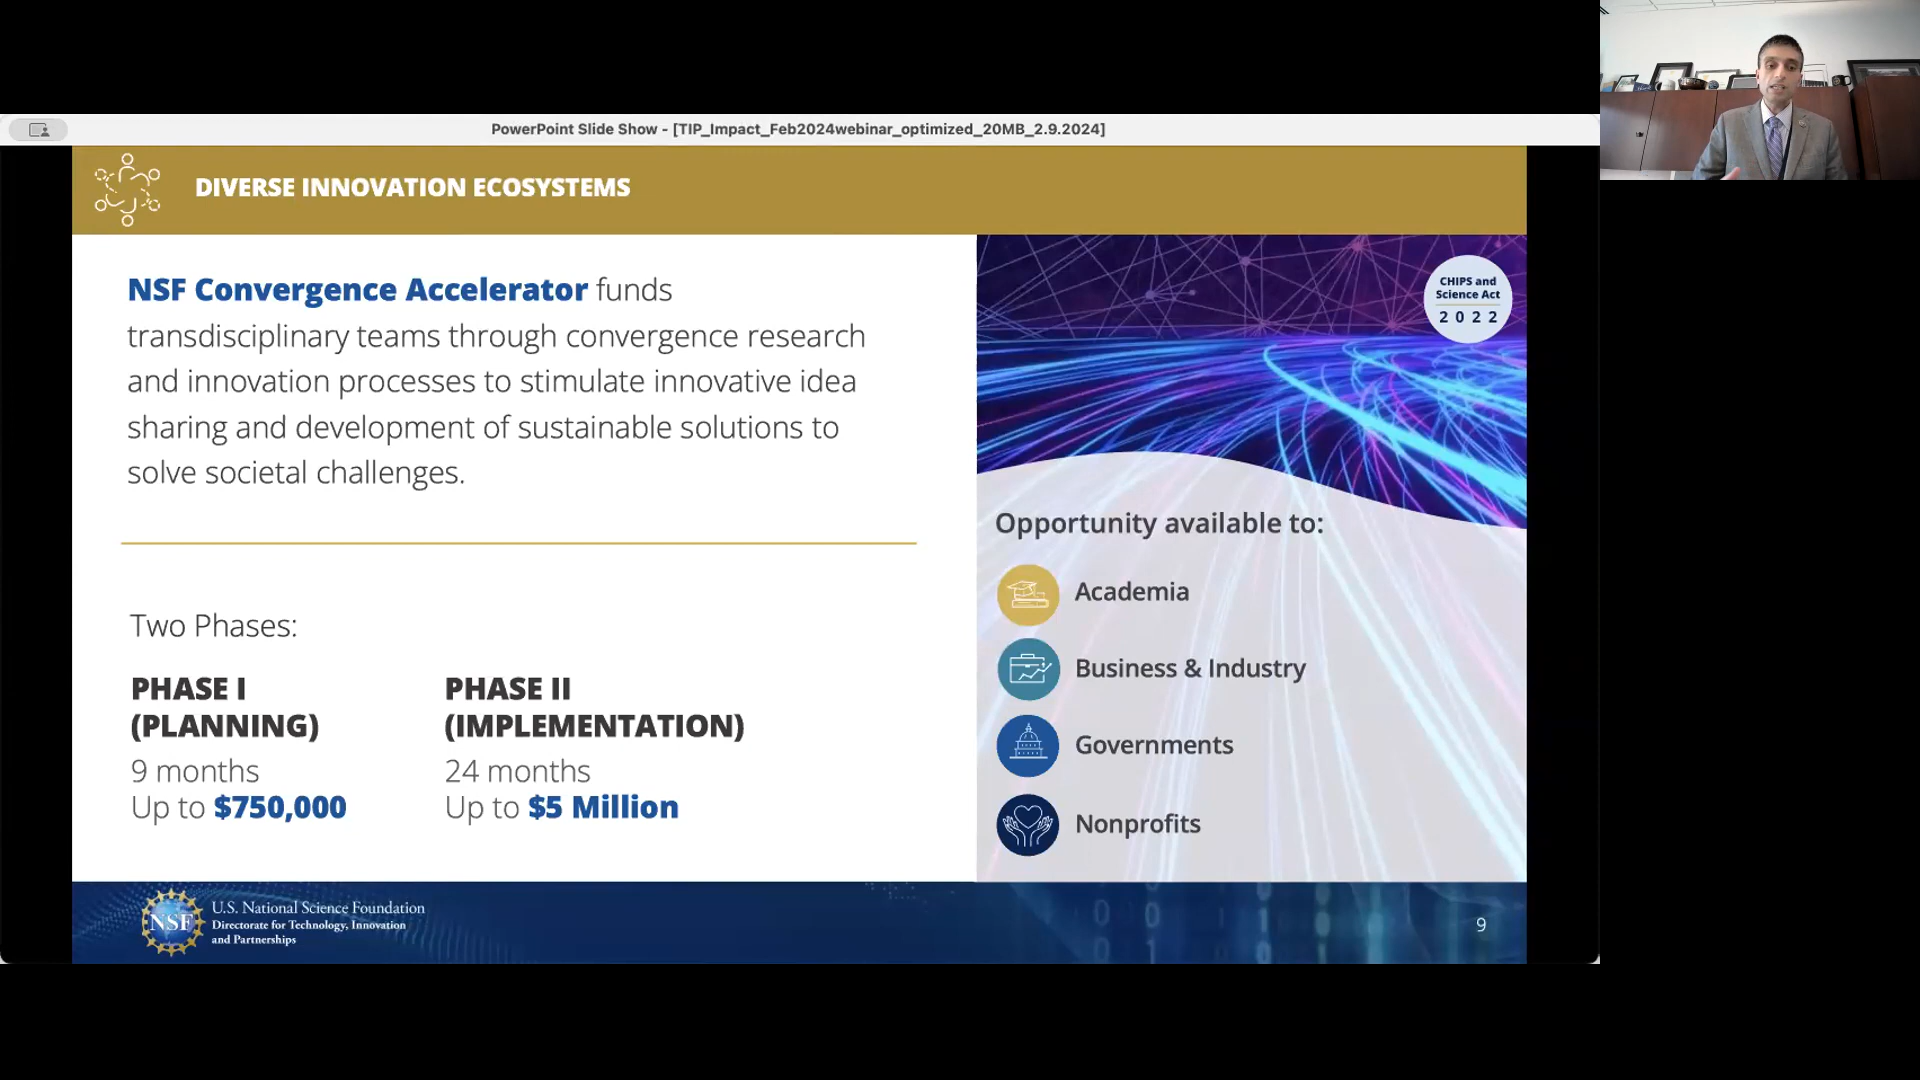 PowerPoint Slide Show - [TIP_Impact_Feb2024webinar_optimized_20MB_2.9.2024]
DIVERSE INNOVATION ECOSYSTEMS
NSF Convergence Accelerator funds
transdisciplinary teams through convergence research
and innovation processes to stimulate innovative idea
sharing and development of sustainable solutions to
solve societal challenges.
Two Phases:
PHASE I
(PLANNING)
9 months
Up to $750,000
PHASE II
(IMPLEMENTATION)
24 months
Up to $5 Million
CHIPS and
Science Act
2022
Opportunity available to:
Academia
Business & Industry
Governments
Nonprofits
NSF
U.S. National Science Foundation
Directorate for Technology, Innovation
and Partnerships
9